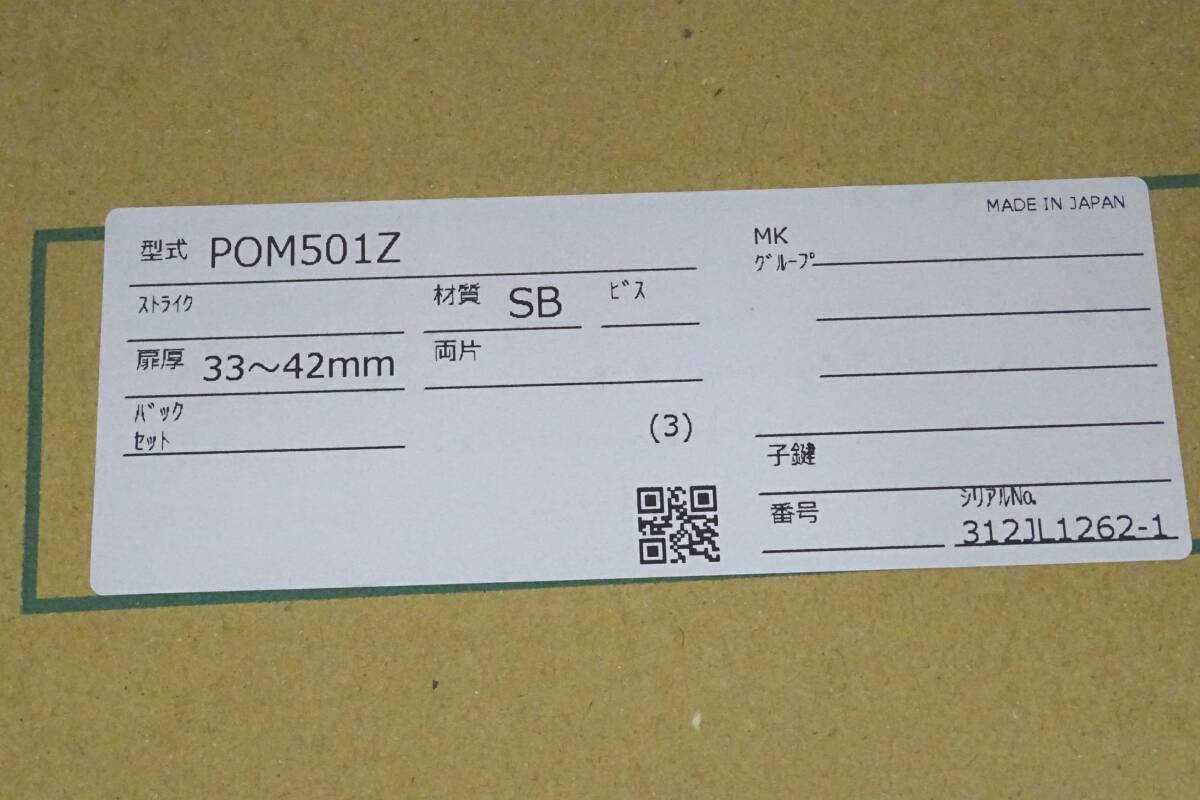 MADE IN JAPAN
型式 POM501Z
ｽﾄﾗｲｸ 材質 SB ﾋﾞｽ
扉厚 33～42mm 両片
ﾊﾞｯｸ
ｾｯﾄ
(3)
MK
ｸﾞﾙｰﾌﾟ
子鍵
番号 ｼﾘｱﾙNo.
312JL1262-1